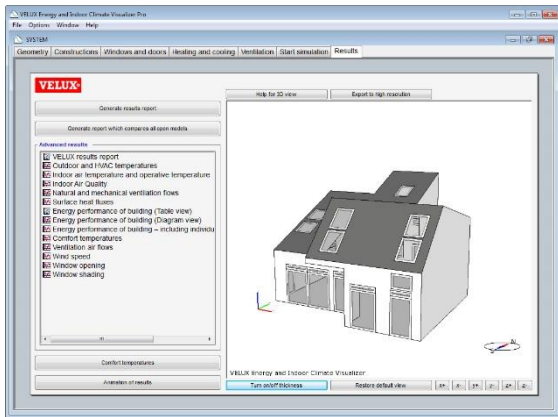 VELUX Energy and Indoor Climate Visualizer Pro
File Options Window Help
SYSTEM
Geometry Constructions Windows and doors Heating and cooling Ventilation Start simulation Results
VELUX
Help for 3D view Export to high resolution
Generate results report
Generate report which compares all open models
Advanced results
VELUX results report
Outdoor and HVAC temperatures
Indoor air temperature and operative temperature
Indoor Air Quality
Natural and mechanical ventilation flows
Surface heat fluxes
Energy performance of building (Table view)
Energy performance of building (Diagram view)
Energy performance of building – including individu
Comfort temperatures
Ventilation air flows
Wind speed
Window opening
Window shading
VELUX Energy and Indoor Climate Visualizer
Comfort temperatures
Animation of results
Turn on/off thickness Restore default view x+ x- y+ y- z+ z-